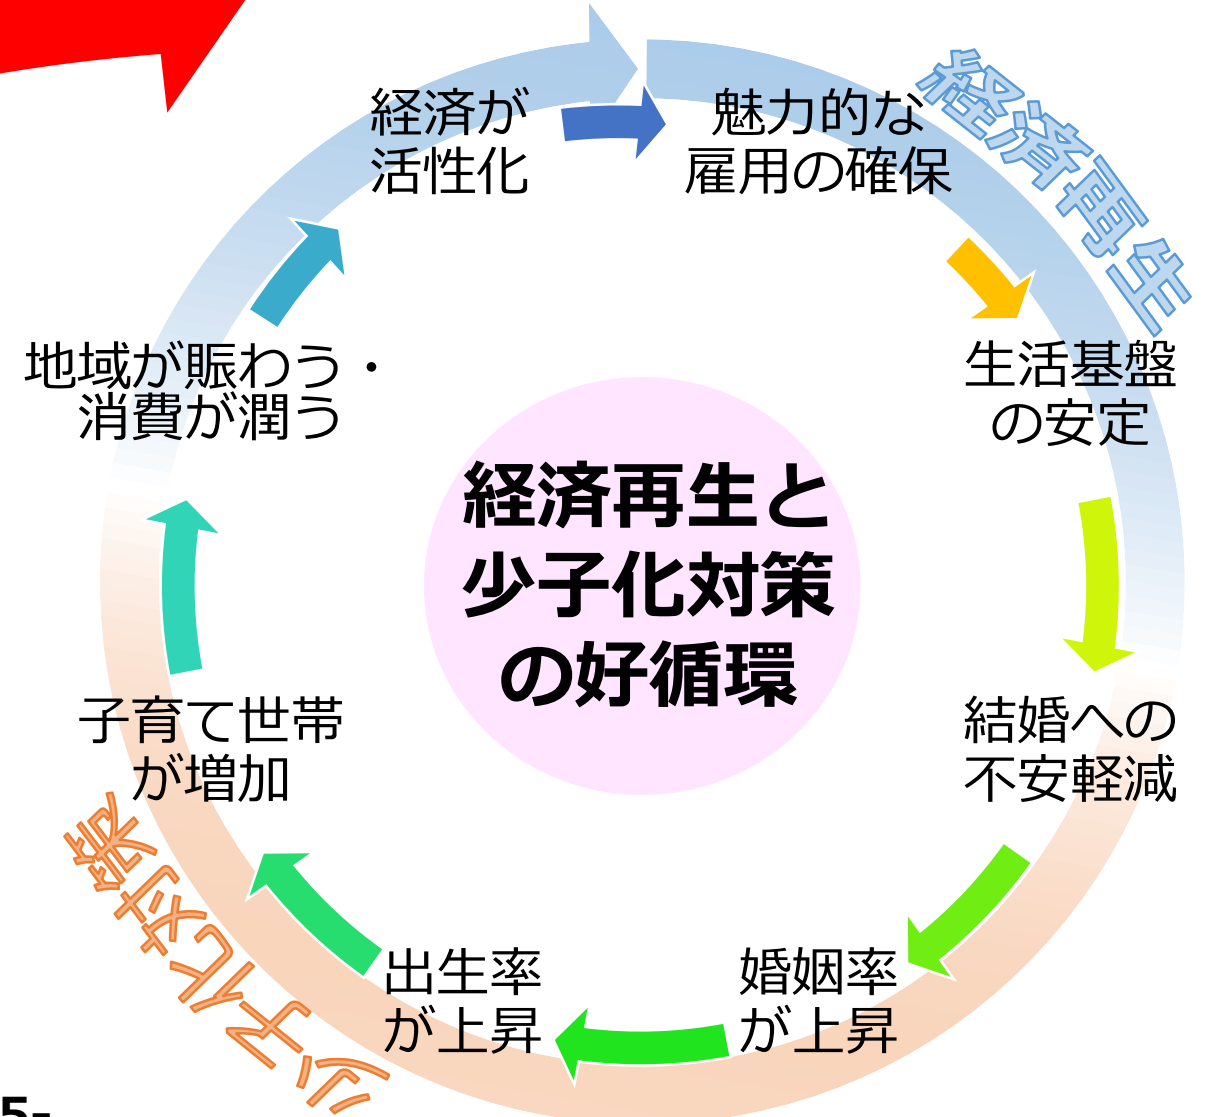 経済が
活性化
魅力的な
雇用の確保
経済再生
生活基盤
の安定
地域が賑わう・
消費が潤う
経済再生と
少子化対策
の好循環
結婚への
不安軽減
子育て世帯
が増加
婚姻率
が上昇
出生率
が上昇
少子化対策
5-